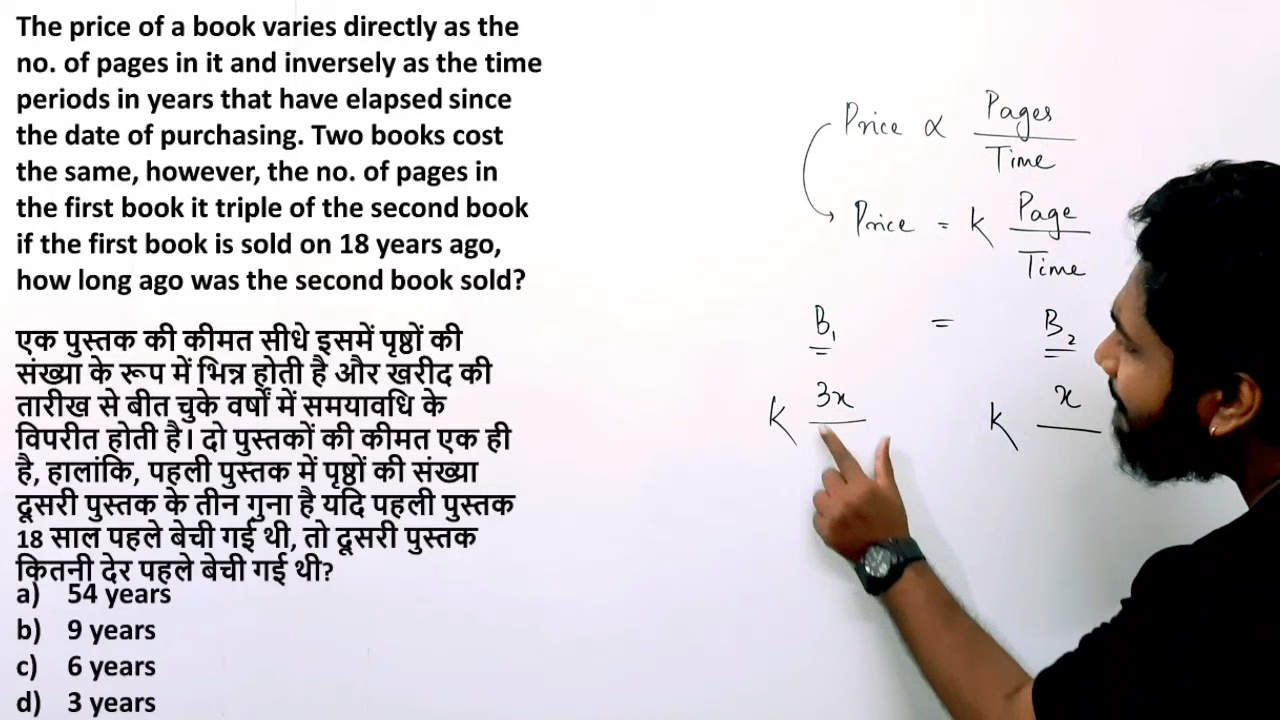 The price of a book varies directly as the
no. of pages in it and inversely as the time
periods in years that have elapsed since
the date of purchasing. Two books cost
the same, however, the no. of pages in
the first book it triple of the second book
if the first book is sold on 18 years ago,
how long ago was the second book sold?
एक पुस्तक की कीमत सीधे इसमें पृष्ठों की
संख्या के रूप में भिन्न होती है और खरीद की
तारीख से बीत चुके वर्षों में समयावधि के
विपरीत होती है। दो पुस्तकों की कीमत एक ही
है, हालांकि, पहली पुस्तक में पृष्ठों की संख्या
दूसरी पुस्तक के तीन गुना है यदि पहली पुस्तक
18 साल पहले बेची गई थी, तो दूसरी पुस्तक
कितनी देर पहले बेची गई थी?
a) 54 years
b) 9 years
c) 6 years
d) 3 years
Price ∝ Pages
Time
Price = K Page
Time
B₁ = B₂
K 3x K x